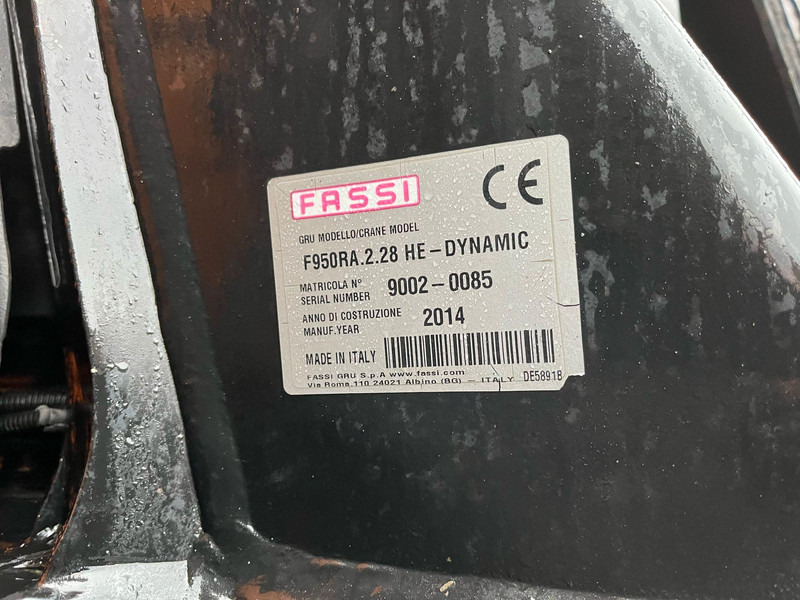 FASSI
CE
GRU MODELLO/CRANE MODEL
F950RA.2.28 HE-DYNAMIC
MATRICOLA N°
SERIAL NUMBER 9002-0085
ANNO DI COSTRUZIONE
MANUF.YEAR 2014
MADE IN ITALY
FASSI GRU S.p.A www.fassi.com
Via Roma,110 24021 Albino (BG) - ITALY DE58918